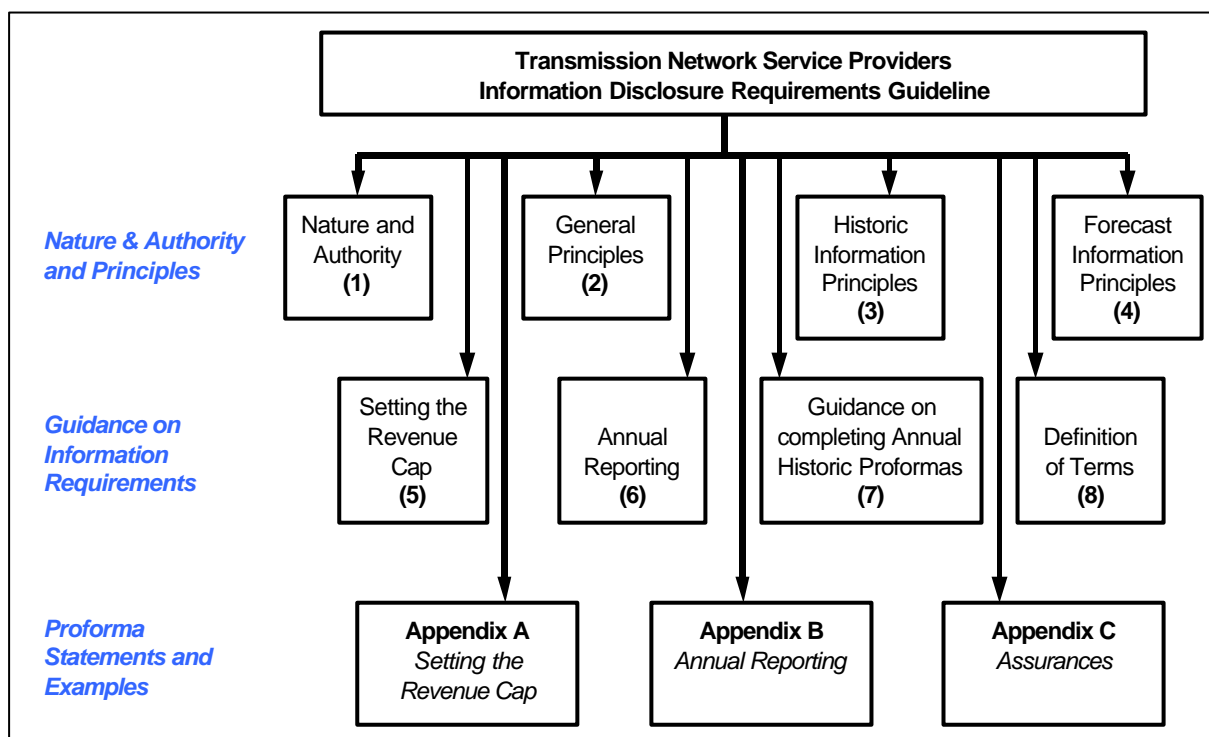 Transmission Network Service Providers
Information Disclosure Requirements Guideline
Nature & Authority
and Principles
Nature and
Authority
(1)
General
Principles
(2)
Historic
Information
Principles
(3)
Forecast
Information
Principles
(4)
Guidance on
Information
Requirements
Setting the
Revenue
Cap
(5)
Annual
Reporting
(6)
Guidance on
completing Annual
Historic Proformas
(7)
Definition
of Terms
(8)
Proforma
Statements and
Examples
Appendix A
Setting the
Revenue Cap
Appendix B
Annual Reporting
Appendix C
Assurances